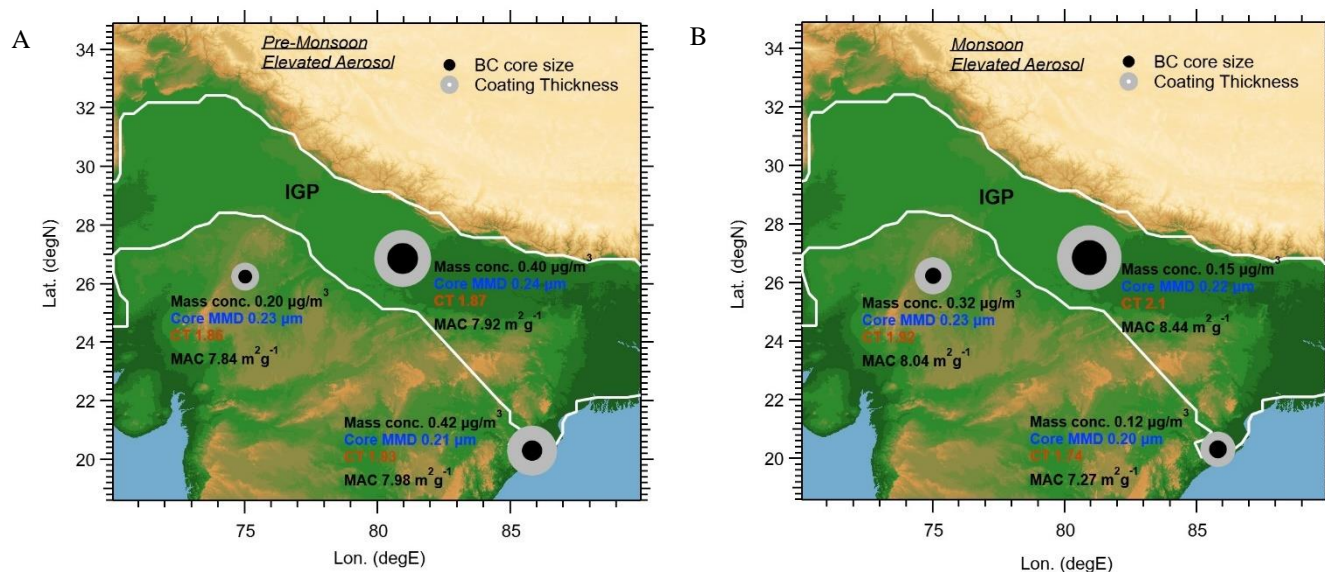 A
Pre-Monsoon
Elevated Aerosol
BC core size
Coating Thickness
IGP
Mass conc. 0.40 µg/m³
Core MMD 0.24 µm
CT 1.87
MAC 7.92 m²g⁻¹
Mass conc. 0.20 µg/m³
Core MMD 0.23 µm
CT 1.86
MAC 7.84 m²g⁻¹
Mass conc. 0.42 µg/m³
Core MMD 0.21 µm
CT
MAC 7.98 m²g⁻¹
Lat. (degN)
34
32
30
28
26
24
22
20
75
80
85
Lon. (degE)
B
Monsoon
Elevated Aerosol
BC core size
Coating Thickness
IGP
Mass conc. 0.15 µg/m³
Core MMD 0.22 µm
CT 2.1
MAC 8.44 m²g⁻¹
Mass conc. 0.32 µg/m³
Core MMD 0.23 µm
CT 1.92
MAC 8.04 m²g⁻¹
Mass conc. 0.12 µg/m³
Core MMD 0.20 µm
CT 1.74
MAC 7.27 m²g⁻¹
Lat. (degN)
34
32
30
28
26
24
22
20
75
80
85
Lon. (degE)